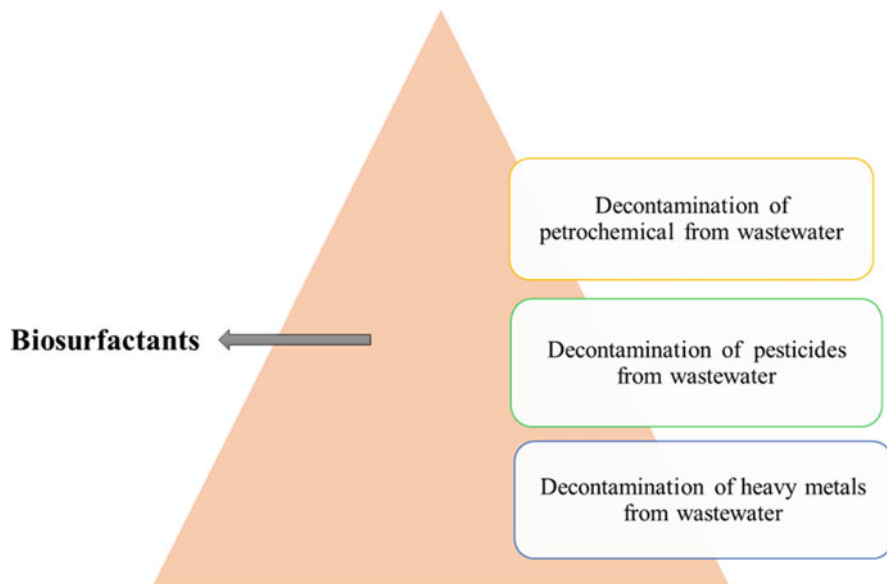 Decontamination of
petrochemical from wastewater
Biosurfactants
Decontamination of pesticides
from wastewater
Decontamination of heavy metals
from wastewater